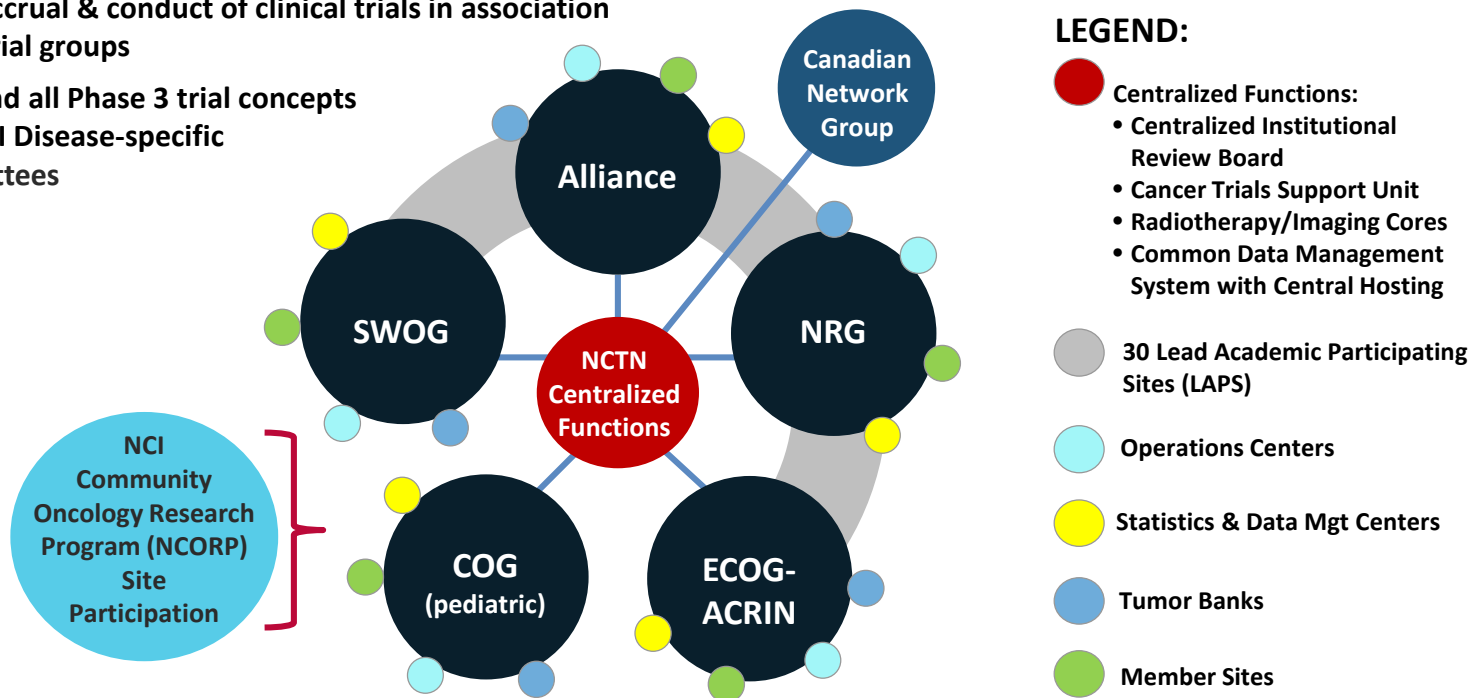 ccrual & conduct of clinical trials in association
rial groups
nd all Phase 3 trial concepts
I Disease-specific
ttees
Canadian
Network
Group
Alliance
SWOG
NRG
NCTN
Centralized
Functions
NCI
Community
Oncology Research
Program (NCORP)
Site
Participation
COG
(pediatric)
ECOG-
ACRIN
LEGEND:
Centralized Functions:
• Centralized Institutional
Review Board
• Cancer Trials Support Unit
• Radiotherapy/Imaging Cores
• Common Data Management
System with Central Hosting
30 Lead Academic Participating
Sites (LAPS)
Operations Centers
Statistics & Data Mgt Centers
Tumor Banks
Member Sites